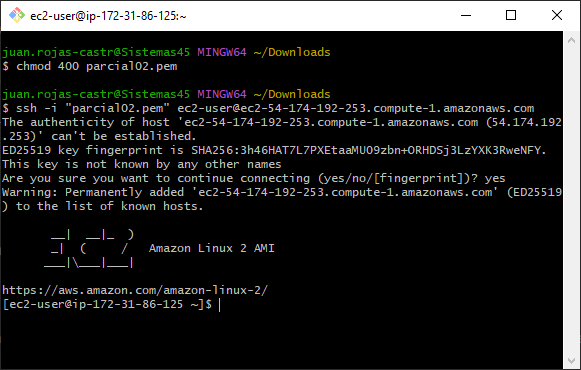 ec2-user@ip-172-31-86-125:~
juan.rojas-castr@Sistemas45 MINGW64 ~/Downloads
$ chmod 400 parcial02.pem
juan.rojas-castr@Sistemas45 MINGW64 ~/Downloads
$ ssh -i "parcial02.pem" ec2-user@ec2-54-174-192-253.compute-1.amazonaws.com
The authenticity of host 'ec2-54-174-192-253.compute-1.amazonaws.com (54.174.192
.253)' can't be established.
ED25519 key fingerprint is SHA256:3h46HAT7L7PXEtaaMUO9zbn+ORHDSj3LzYXK3RweNFY.
This key is not known by any other names
Are you sure you want to continue connecting (yes/no/[fingerprint])? yes
Warning: Permanently added 'ec2-54-174-192-253.compute-1.amazonaws.com' (ED25519
) to the list of known hosts.
       __|  __|_  )
       _|  (     /   Amazon Linux 2 AMI
      ___|\___|___|
https://aws.amazon.com/amazon-linux-2/
[ec2-user@ip-172-31-86-125 ~]$